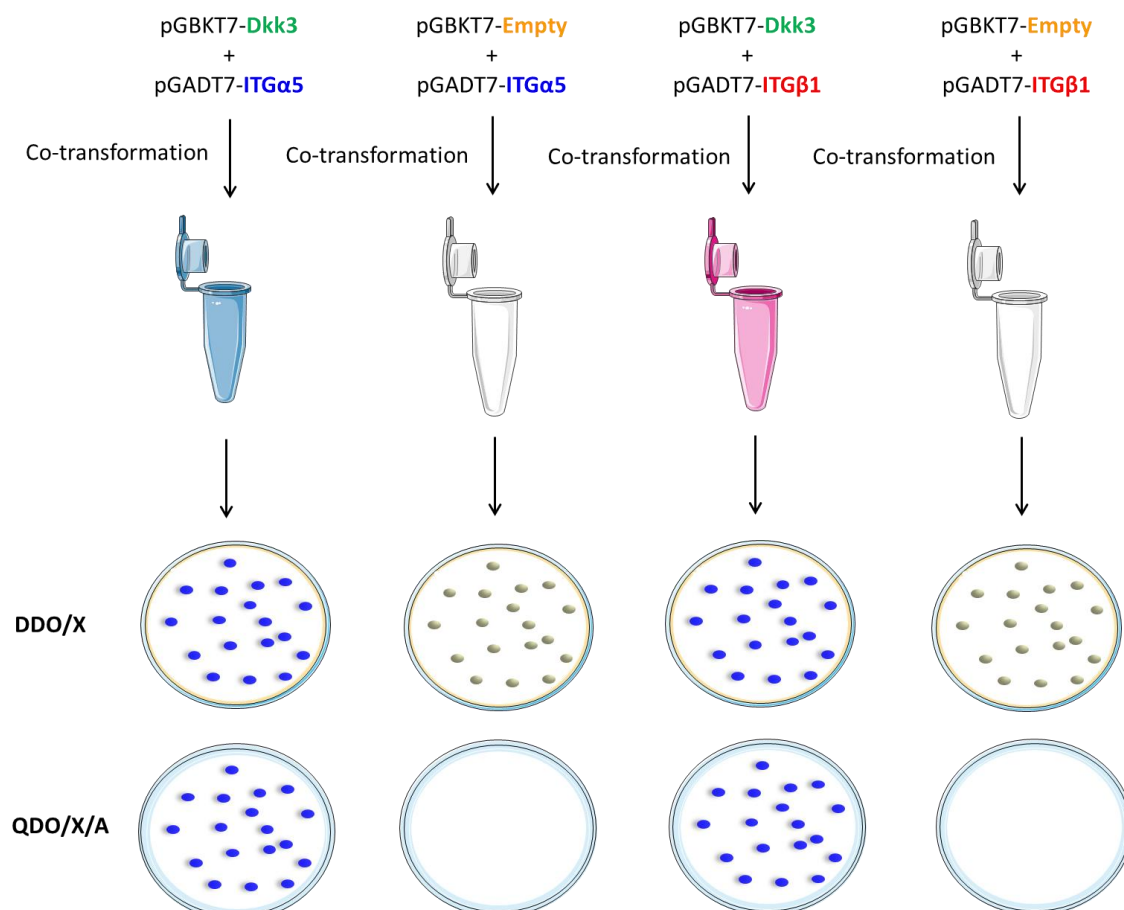 pGBKT7-Dkk3
+
pGADT7-ITGα5
pGBKT7-Empty
+
pGADT7-ITGα5
pGBKT7-Dkk3
+
pGADT7-ITGβ1
pGBKT7-Empty
+
pGADT7-ITGβ1
Co-transformation
Co-transformation
Co-transformation
Co-transformation
DDO/X
QDO/X/A